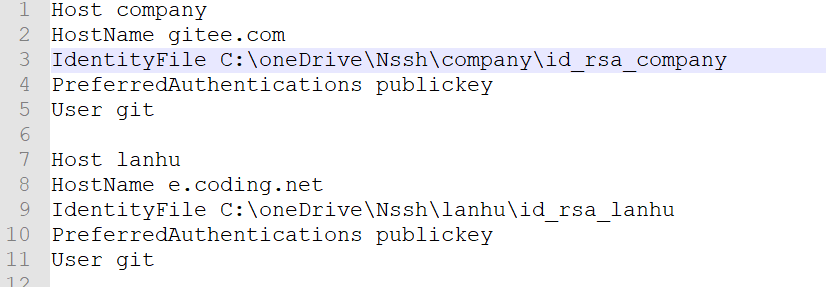 1 Host company
2 HostName gitee.com
3 IdentityFile C:\oneDrive\Nssh\company\id_rsa_company
4 PreferredAuthentications publickey
5 User git
6
7 Host lanhu
8 HostName e.coding.net
9 IdentityFile C:\oneDrive\Nssh\lanhu\id_rsa_lanhu
10 PreferredAuthentications publickey
11 User git
12